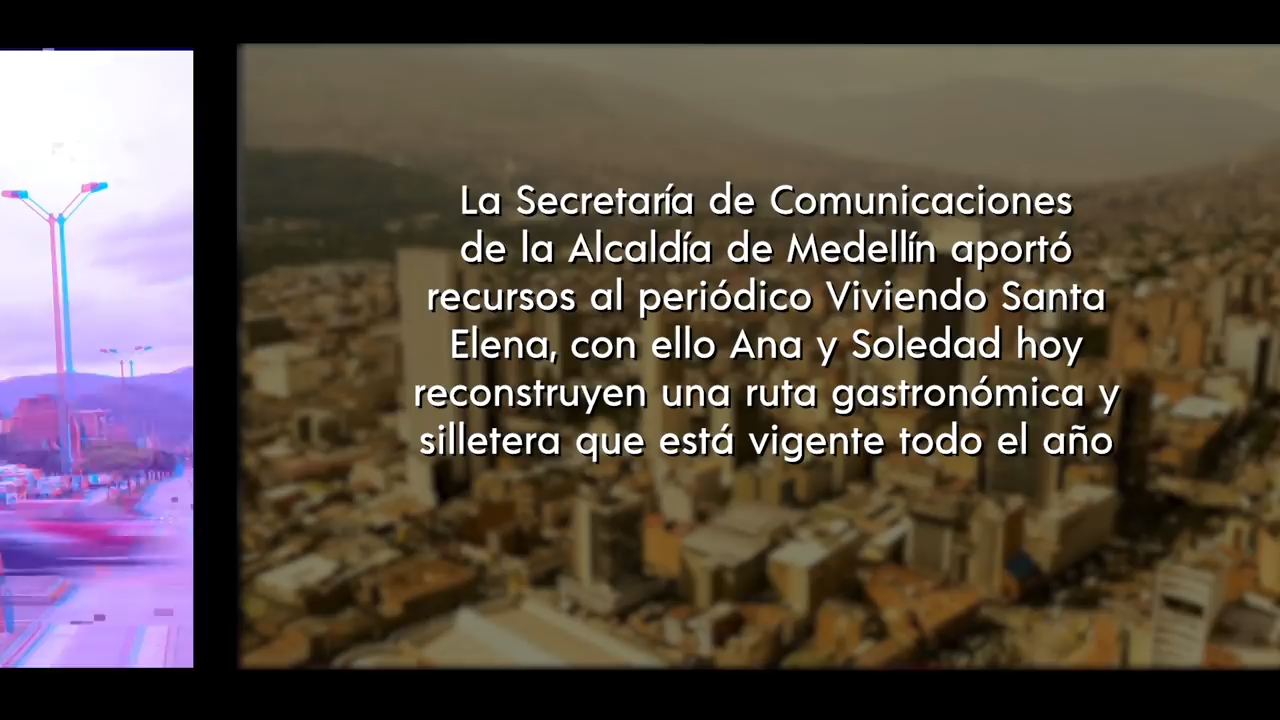 La Secretaría de Comunicaciones
de la Alcaldía de Medellín aportó
recursos al periódico Viviendo Santa
Elena, con ello Ana y Soledad hoy
reconstruyen una ruta gastronómica y
silletera que está vigente todo el año